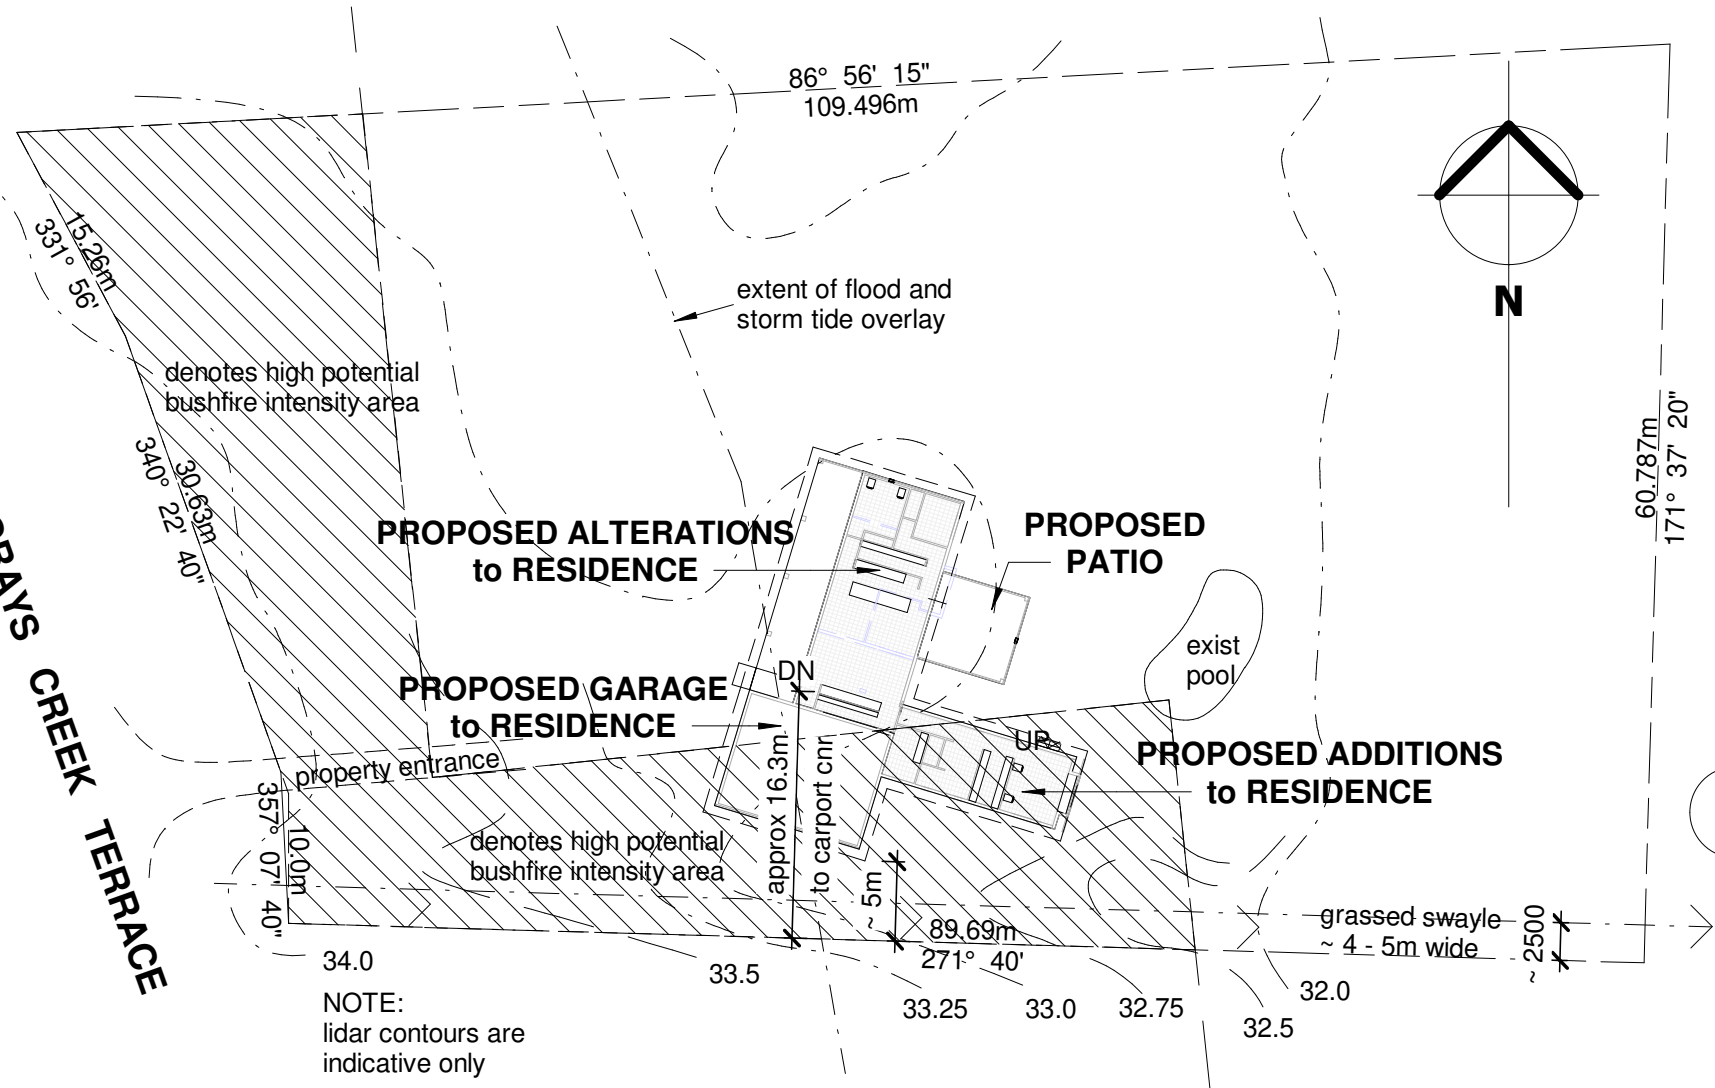 86° 56' 15"
109.496m
15.26m
331° 56'
N
extent of flood and
storm tide overlay
denotes high potential
bushfire intensity area
30.63m
340° 22' 40"
60.787m
171° 37' 20"
PROPOSED ALTERATIONS
to RESIDENCE
PROPOSED
PATIO
exist
pool
DN
PROPOSED GARAGE
to RESIDENCE
UP
PROPOSED ADDITIONS
to RESIDENCE
property entrance
approx 16.3m
to carport cnr
CREEK TERRACE
357° 07' 40"
10.0m
denotes high potential
bushfire intensity area
~ 5m
89.69m
271° 40'
grassed swayle
~ 4 - 5m wide
~ 2500
34.0
33.5
33.25
33.0
32.75
32.5
32.0
NOTE:
lidar contours are
indicative only